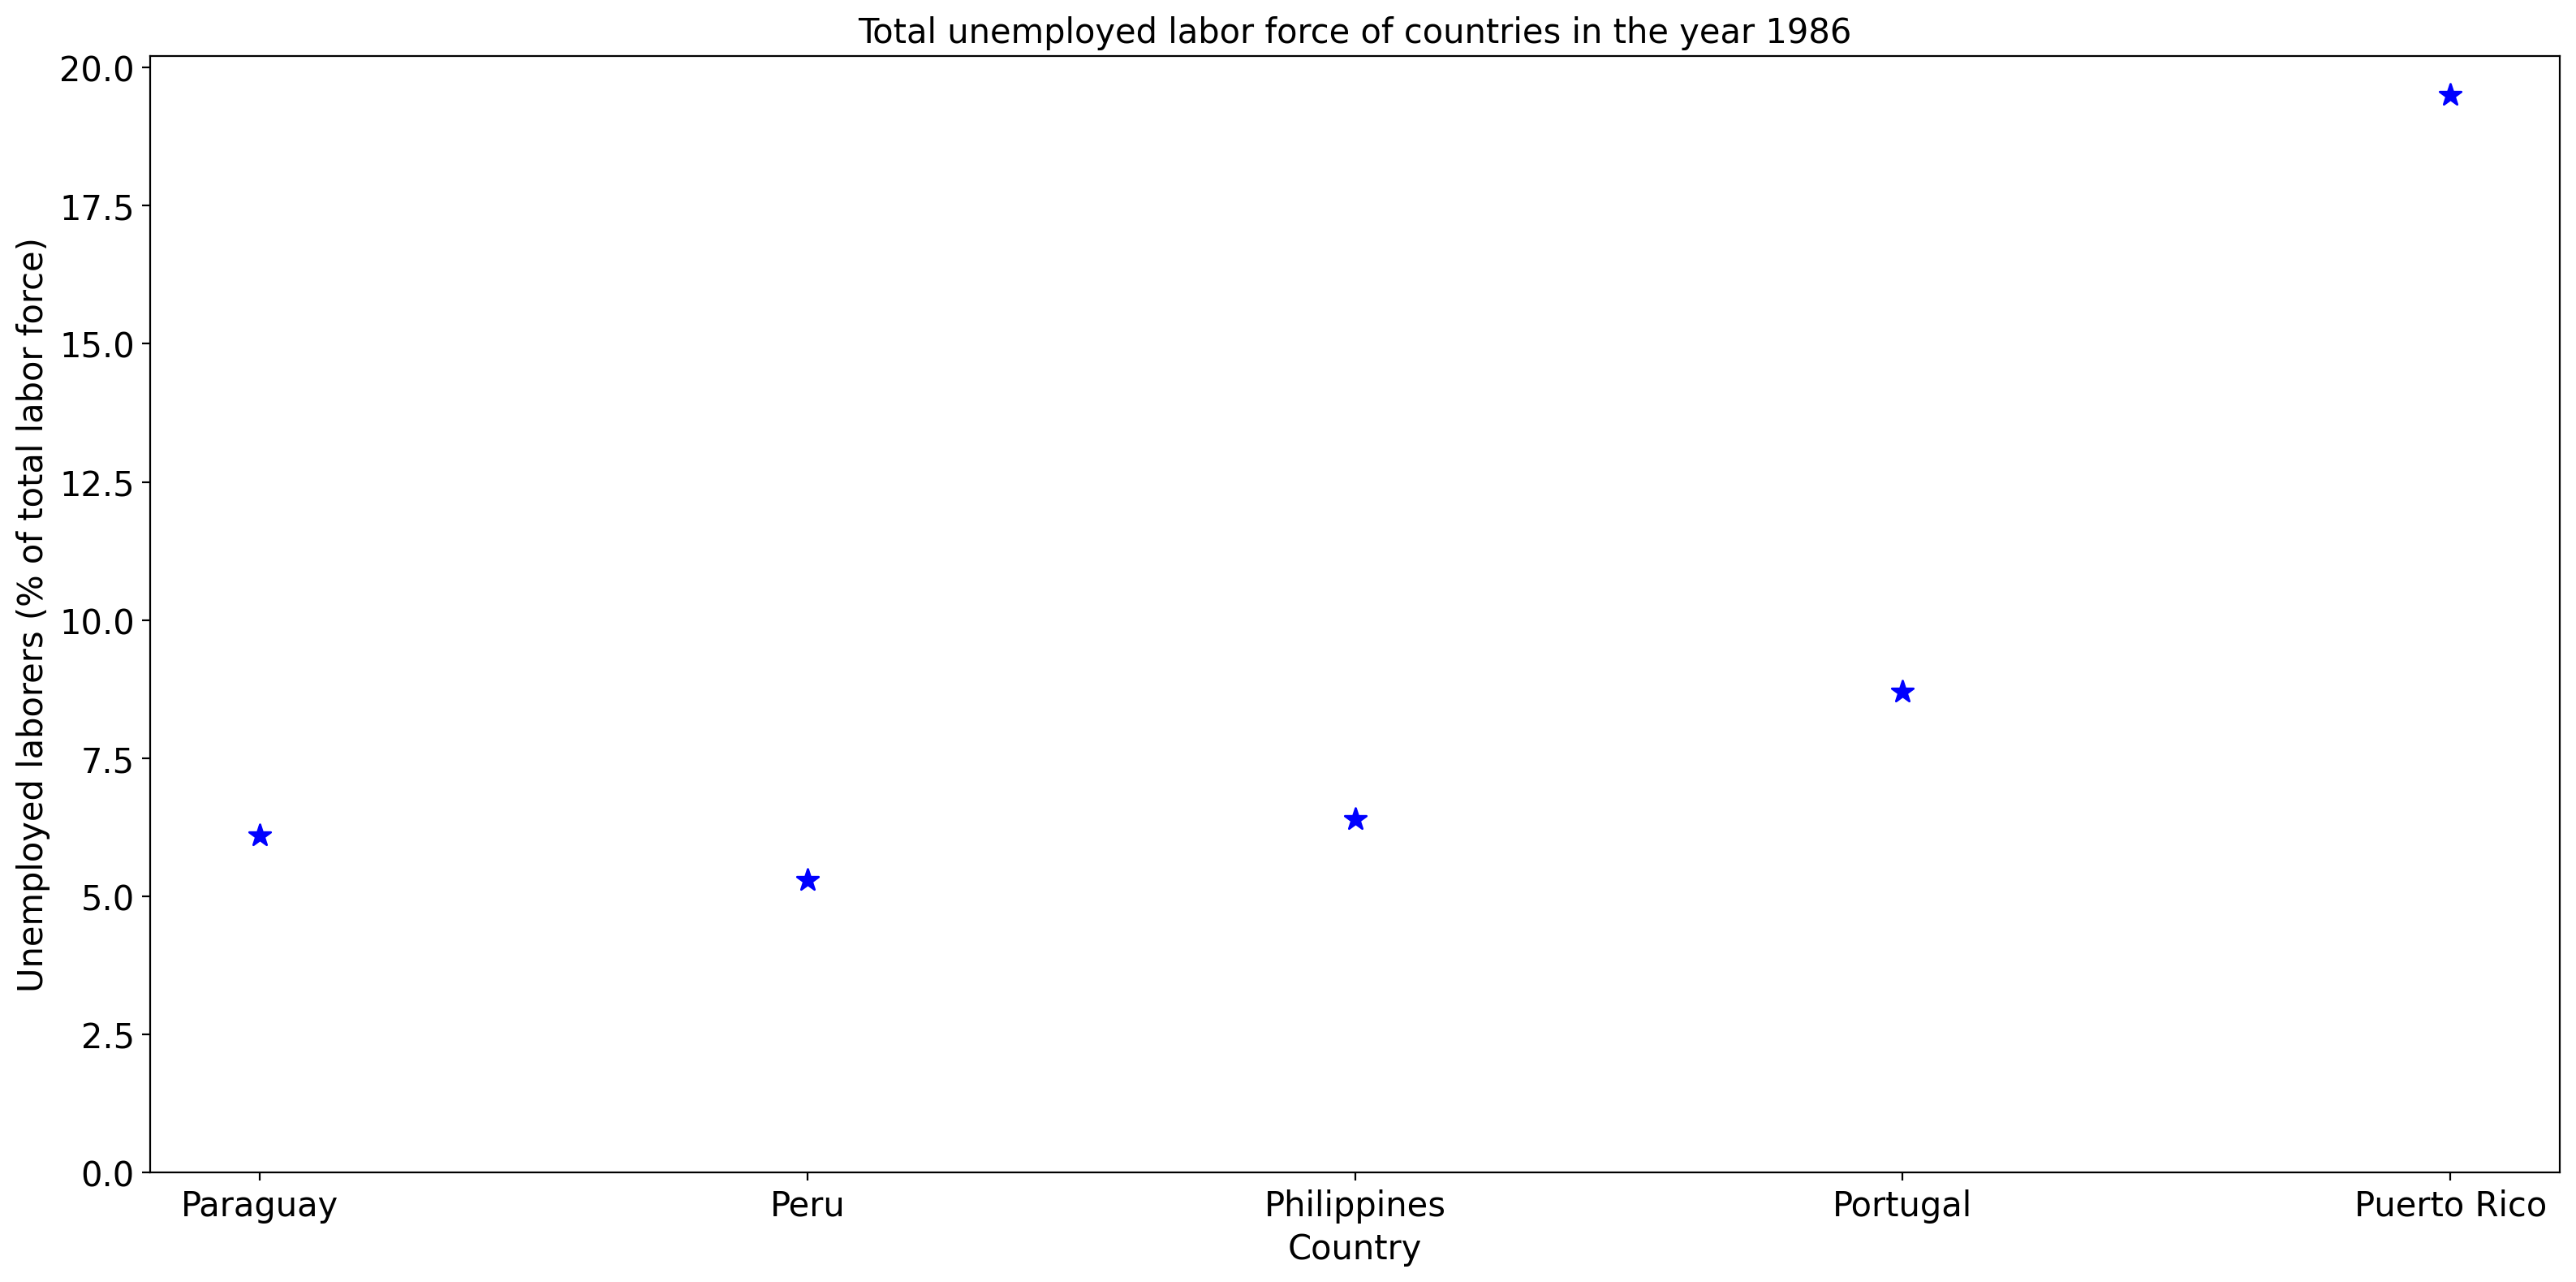 Total unemployed labor force of countries in the year 1986
Unemployed laborers (% of total labor force)
20.0
17.5
15.0
12.5
10.0
7.5
5.0
2.5
0.0
Paraguay Peru Philippines Portugal Puerto Rico
Country